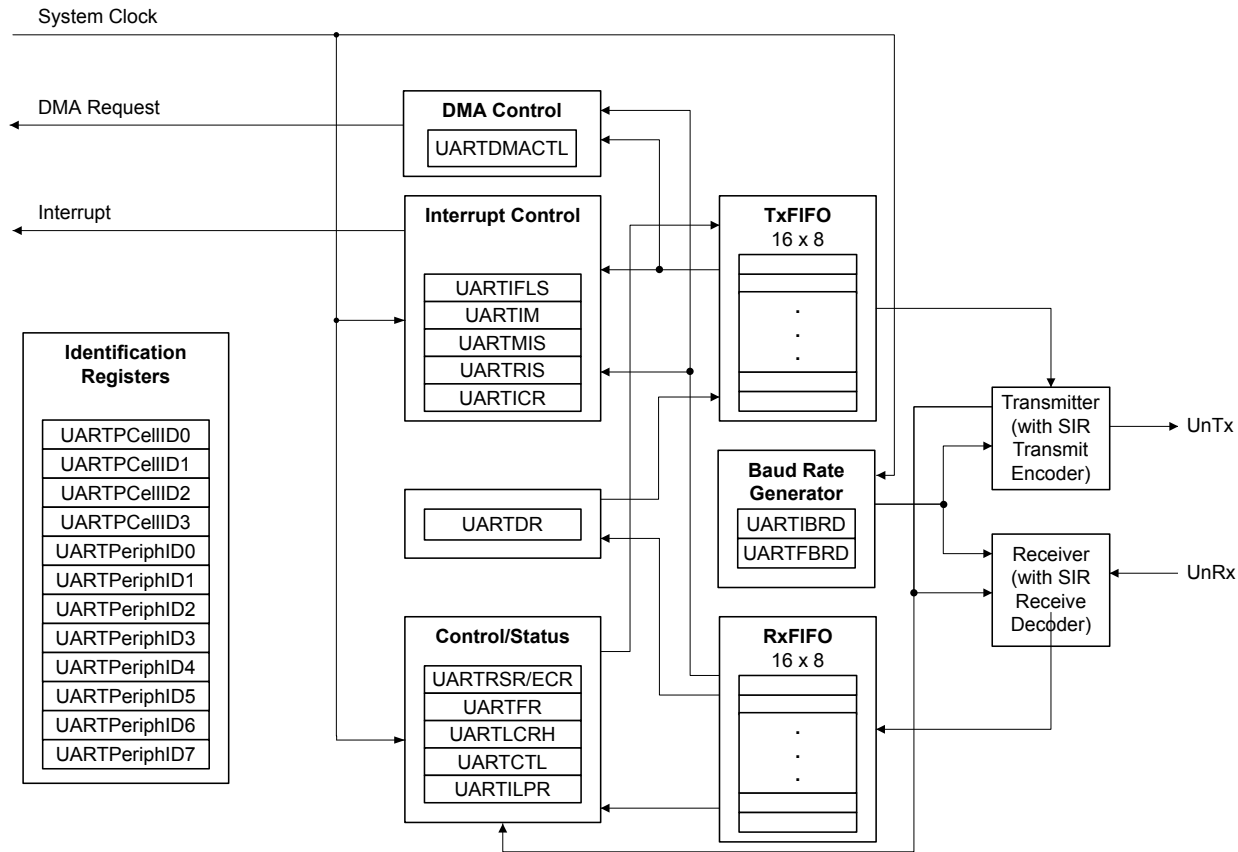 System Clock
DMA Request
DMA Control
UARTDMACTL
Interrupt
Interrupt Control
UARTIFLS
UARTIM
UARTMIS
UARTRIS
UARTICR
TxFIFO
16 x 8
.
.
.
Identification
Registers
UARTPCellID0
UARTPCellID1
UARTPCellID2
UARTPCellID3
UARTPeriphID0
UARTPeriphID1
UARTPeriphID2
UARTPeriphID3
UARTPeriphID4
UARTPeriphID5
UARTPeriphID6
UARTPeriphID7
UARTDR
Baud Rate
Generator
UARTIBRD
UARTFBRD
Transmitter
(with SIR
Transmit
Encoder)
UnTx
Receiver
(with SIR
Receive
Decoder)
UnRx
Control/Status
UARTRSR/ECR
UARTFR
UARTLCRH
UARTCTL
UARTILPR
RxFIFO
16 x 8
.
.
.